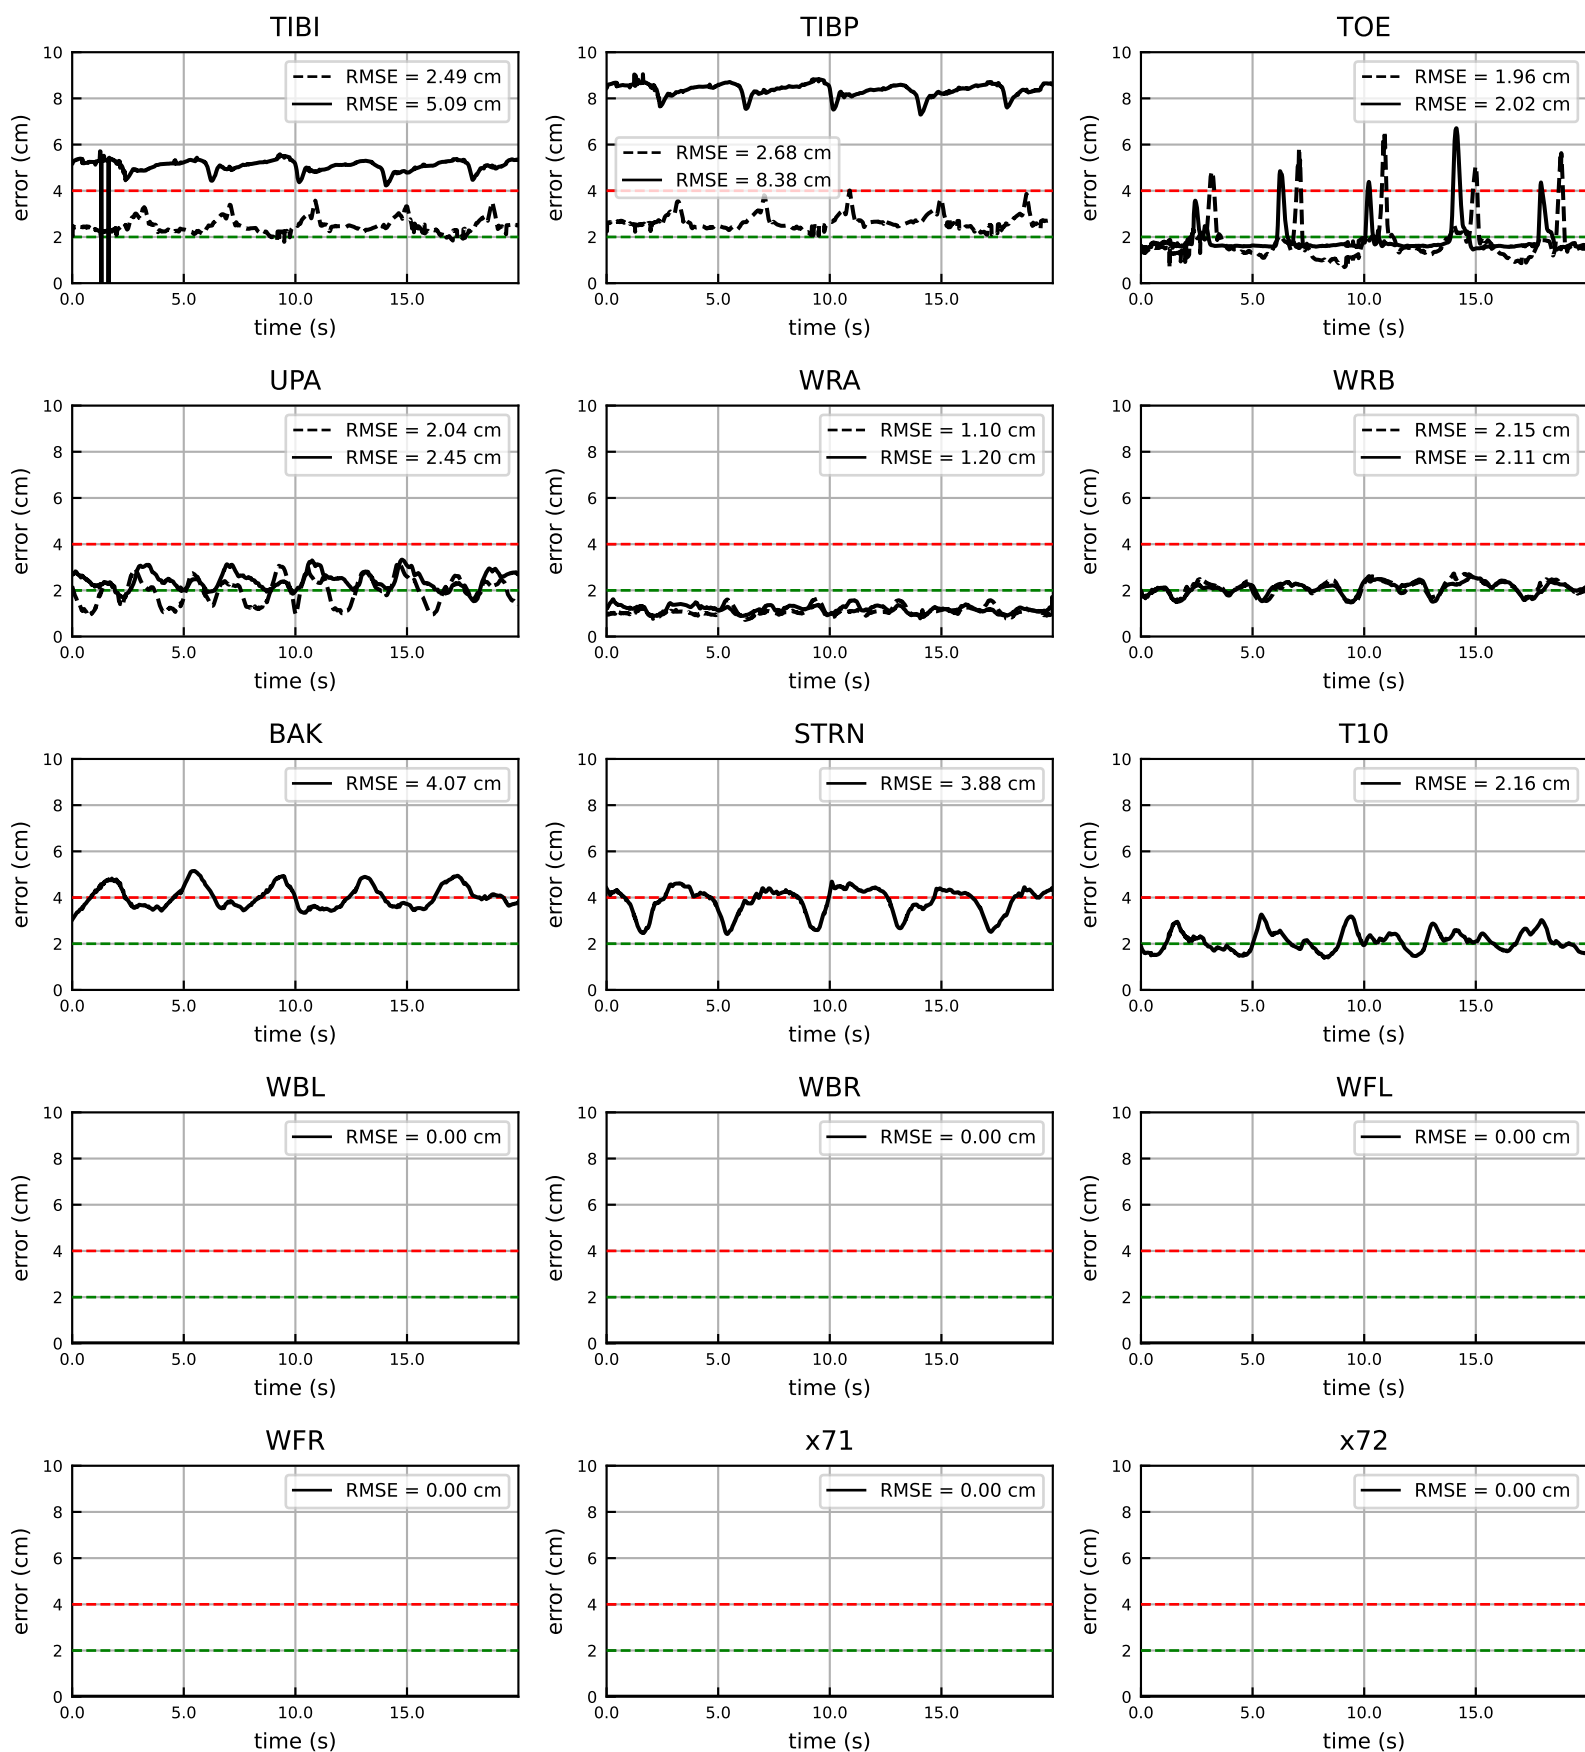 TIBI
TIBP
TOE
10
8
6
4
2
0
error (cm)
RMSE = 2.49 cm
RMSE = 5.09 cm
0.0 5.0 10.0 15.0
time (s)
10
8
6
4
2
0
error (cm)
RMSE = 2.68 cm
RMSE = 8.38 cm
0.0 5.0 10.0 15.0
time (s)
10
8
6
4
2
0
error (cm)
RMSE = 1.96 cm
RMSE = 2.02 cm
0.0 5.0 10.0 15.0
time (s)
UPA
WRA
WRB
10
8
6
4
2
0
error (cm)
RMSE = 2.04 cm
RMSE = 2.45 cm
0.0 5.0 10.0 15.0
time (s)
10
8
6
4
2
0
error (cm)
RMSE = 1.10 cm
RMSE = 1.20 cm
0.0 5.0 10.0 15.0
time (s)
10
8
6
4
2
0
error (cm)
RMSE = 2.15 cm
RMSE = 2.11 cm
0.0 5.0 10.0 15.0
time (s)
BAK
STRN
T10
10
8
6
4
2
0
error (cm)
RMSE = 4.07 cm
0.0 5.0 10.0 15.0
time (s)
10
8
6
4
2
0
error (cm)
RMSE = 3.88 cm
0.0 5.0 10.0 15.0
time (s)
10
8
6
4
2
0
error (cm)
RMSE = 2.16 cm
0.0 5.0 10.0 15.0
time (s)
WBL
WBR
WFL
10
8
6
4
2
0
error (cm)
RMSE = 0.00 cm
0.0 5.0 10.0 15.0
time (s)
10
8
6
4
2
0
error (cm)
RMSE = 0.00 cm
0.0 5.0 10.0 15.0
time (s)
10
8
6
4
2
0
error (cm)
RMSE = 0.00 cm
0.0 5.0 10.0 15.0
time (s)
WFR
x71
x72
10
8
6
4
2
0
error (cm)
RMSE = 0.00 cm
0.0 5.0 10.0 15.0
time (s)
10
8
6
4
2
0
error (cm)
RMSE = 0.00 cm
0.0 5.0 10.0 15.0
time (s)
10
8
6
4
2
0
error (cm)
RMSE = 0.00 cm
0.0 5.0 10.0 15.0
time (s)